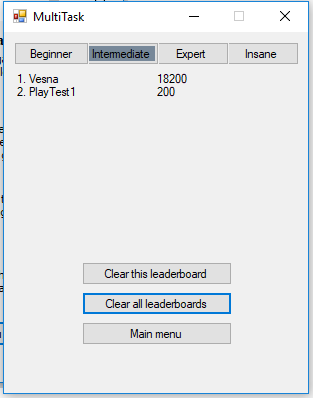 MultiTask
Beginner Intermediate Expert Insane
1. Vesna 18200
2. PlayTest1 200
Clear this leaderboard
Clear all leaderboards
Main menu